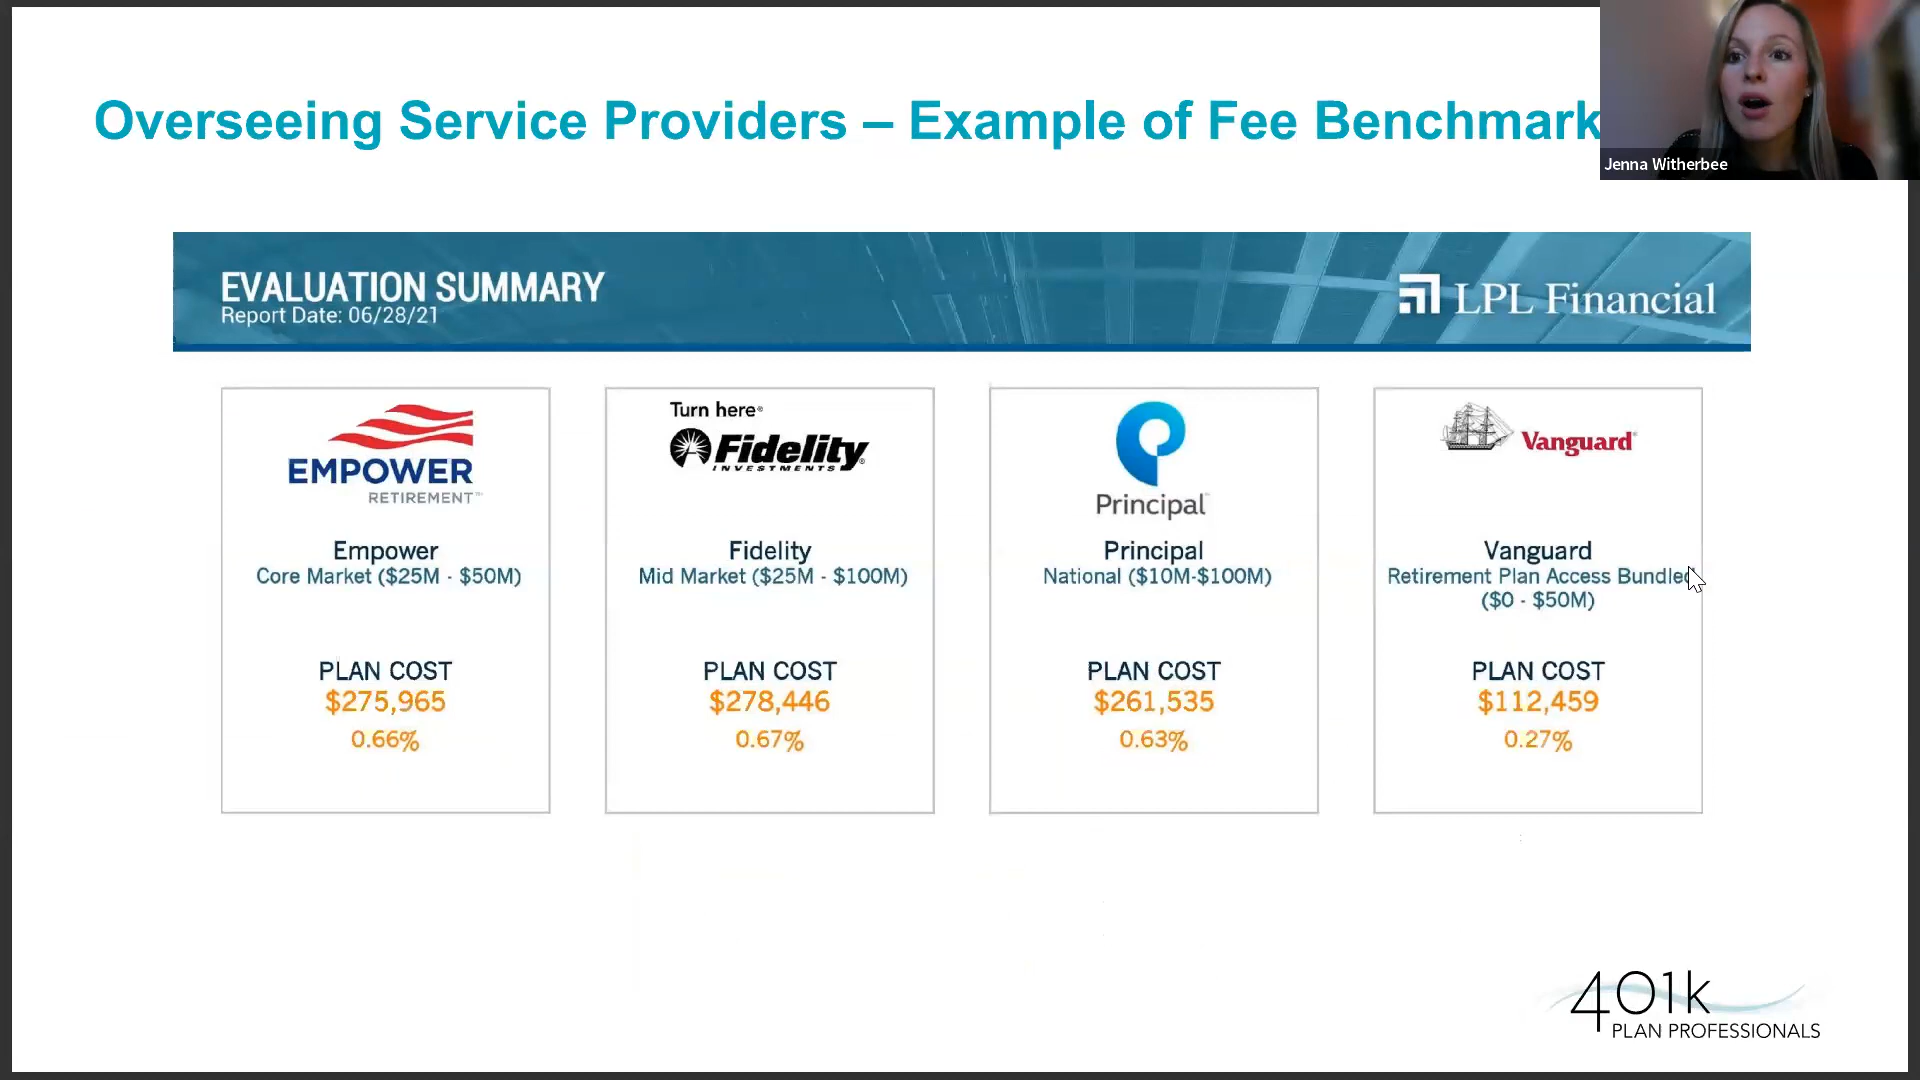 Overseeing Service Providers – Example of Fee Benchmark
Jenna Witherbee
EVALUATION SUMMARY
Report Date: 06/28/21
LPL Financial
EMPOWER
RETIREMENT™
Empower
Core Market ($25M - $50M)
PLAN COST
$275,965
0.66%
Turn here®
Fidelity®
INVESTMENTS
Fidelity
Mid Market ($25M - $100M)
PLAN COST
$278,446
0.67%
Principal™
Principal
National ($10M-$100M)
PLAN COST
$261,535
0.63%
Vanguard®
Vanguard
Retirement Plan Access Bundled
($0 - $50M)
PLAN COST
$112,459
0.27%
401k
PLAN PROFESSIONALS